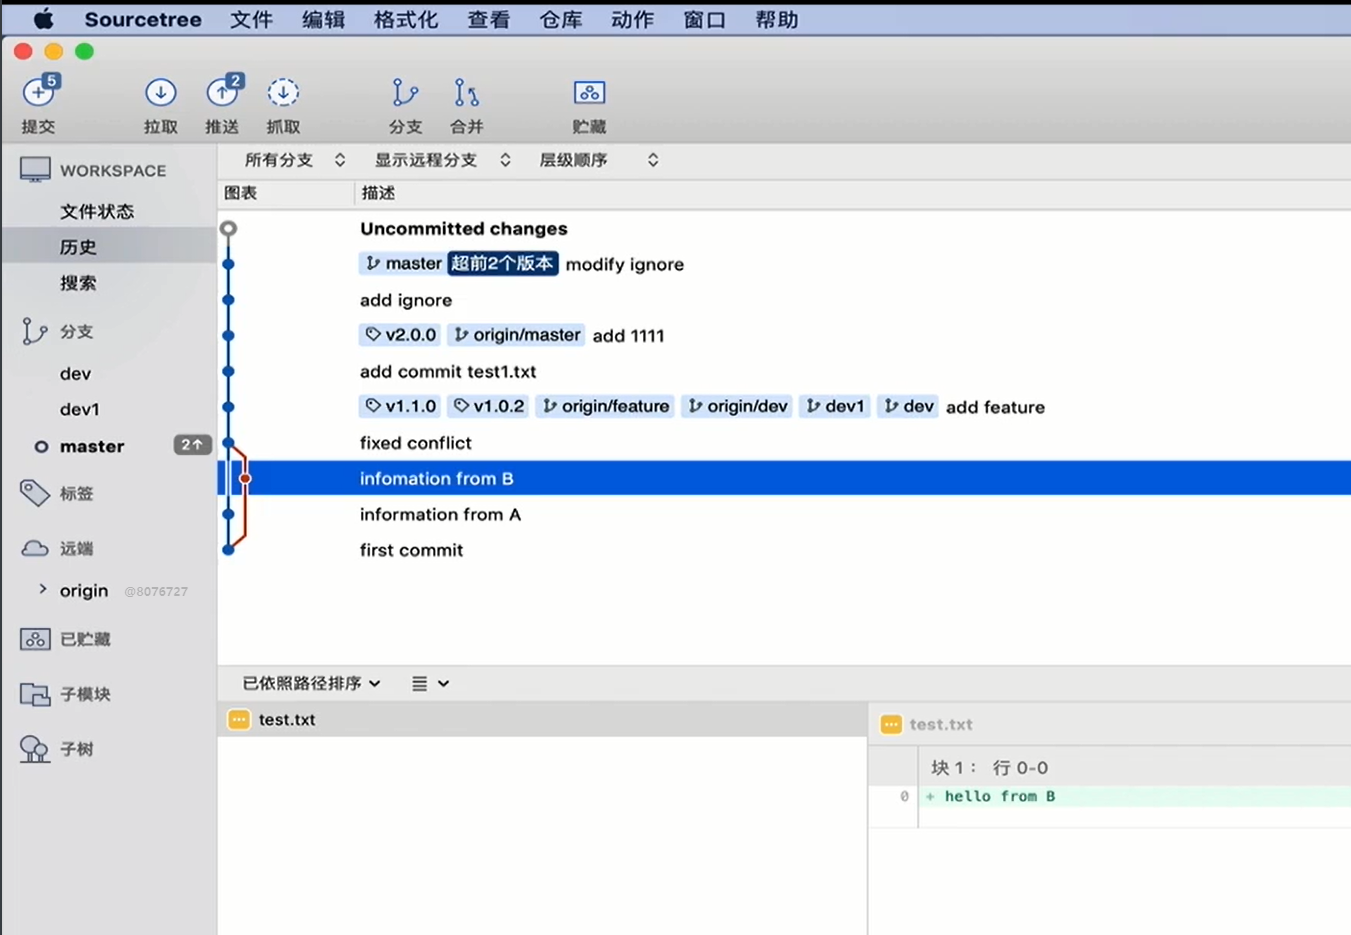 Sourcetree 文件 编辑 格式化 查看 仓库 动作 窗口 帮助
5 2
提交 拉取 推送 抓取 分支 合并 贮藏
WORKSPACE
文件状态
历史
搜索
分支
dev
dev1
master 2↑
标签
远端
origin @8076727
已贮藏
子模块
子树
所有分支 显示远程分支 层级顺序
图表 描述
Uncommitted changes
master 超前2个版本 modify ignore
add ignore
v2.0.0 origin/master add 1111
add commit test1.txt
v1.1.0 v1.0.2 origin/feature origin/dev dev1 dev add feature
fixed conflict
infomation from B
information from A
first commit
已依照路径排序
test.txt
test.txt
块 1： 行 0-0
0 + hello from B